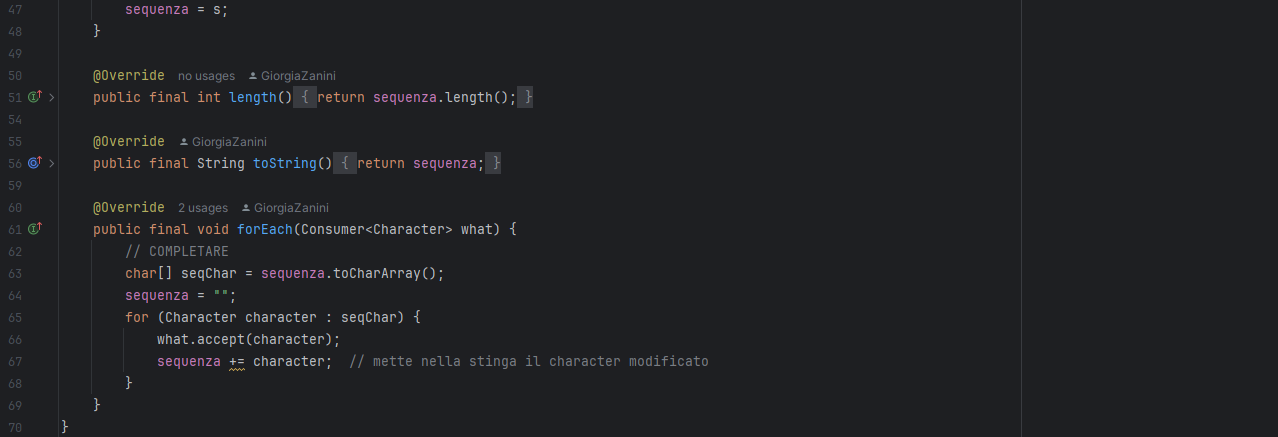 47 sequenza = s;
48 }
49
50 @Override no usages GiorgiaZanini
51 public final int length() { return sequenza.length(); }
54
55 @Override GiorgiaZanini
56 public final String toString() { return sequenza; }
59
60 @Override 2 usages GiorgiaZanini
61 public final void forEach(Consumer<Character> what) {
62 // COMPLETARE
63 char[] seqChar = sequenza.toCharArray();
64 sequenza = "";
65 for (Character character : seqChar) {
66 what.accept(character);
67 sequenza += character; // mette nella stinga il character modificato
68 }
69 }
70 }